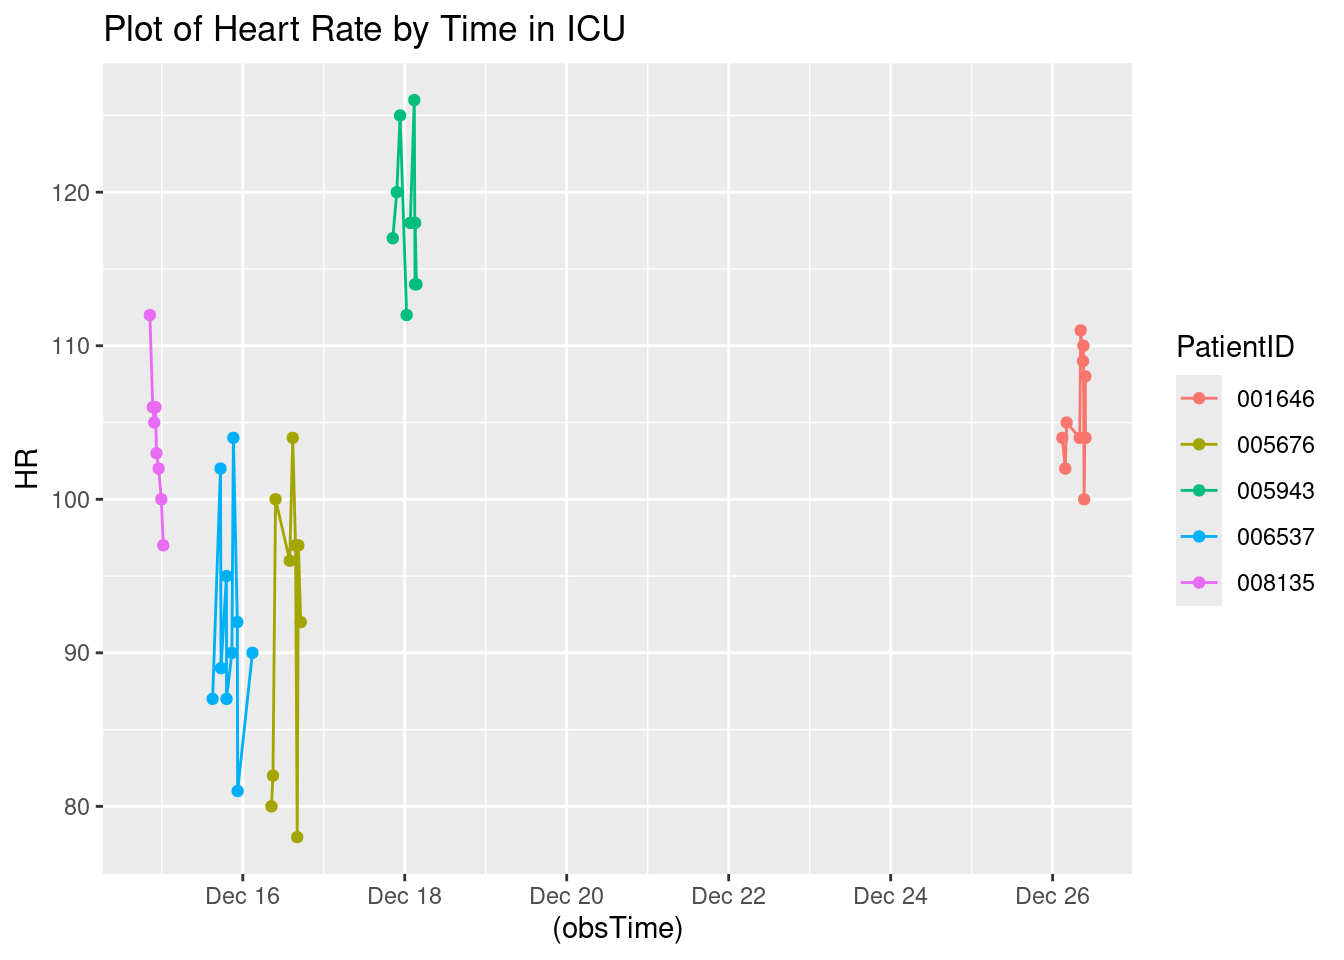 Plot of Heart Rate by Time in ICU
HR
120
110
100
90
80
Dec 16
Dec 18
Dec 20
Dec 22
Dec 24
Dec 26
(obsTime)
PatientID
001646
005676
005943
006537
008135